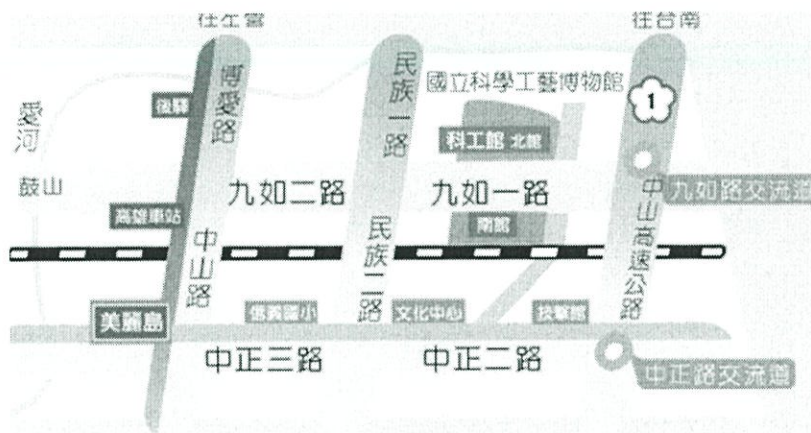 往左營
往台南
博愛路
民族一路
國立科學工藝博物館
1
愛河
後驛
科工館 北館
鼓山
九如二路
九如一路
九如路交流道
高雄車站
中山路
民族二路
南館
中山高速公路
美麗島
信義國小
文化中心
技擊館
中正三路
中正二路
中正路交流道